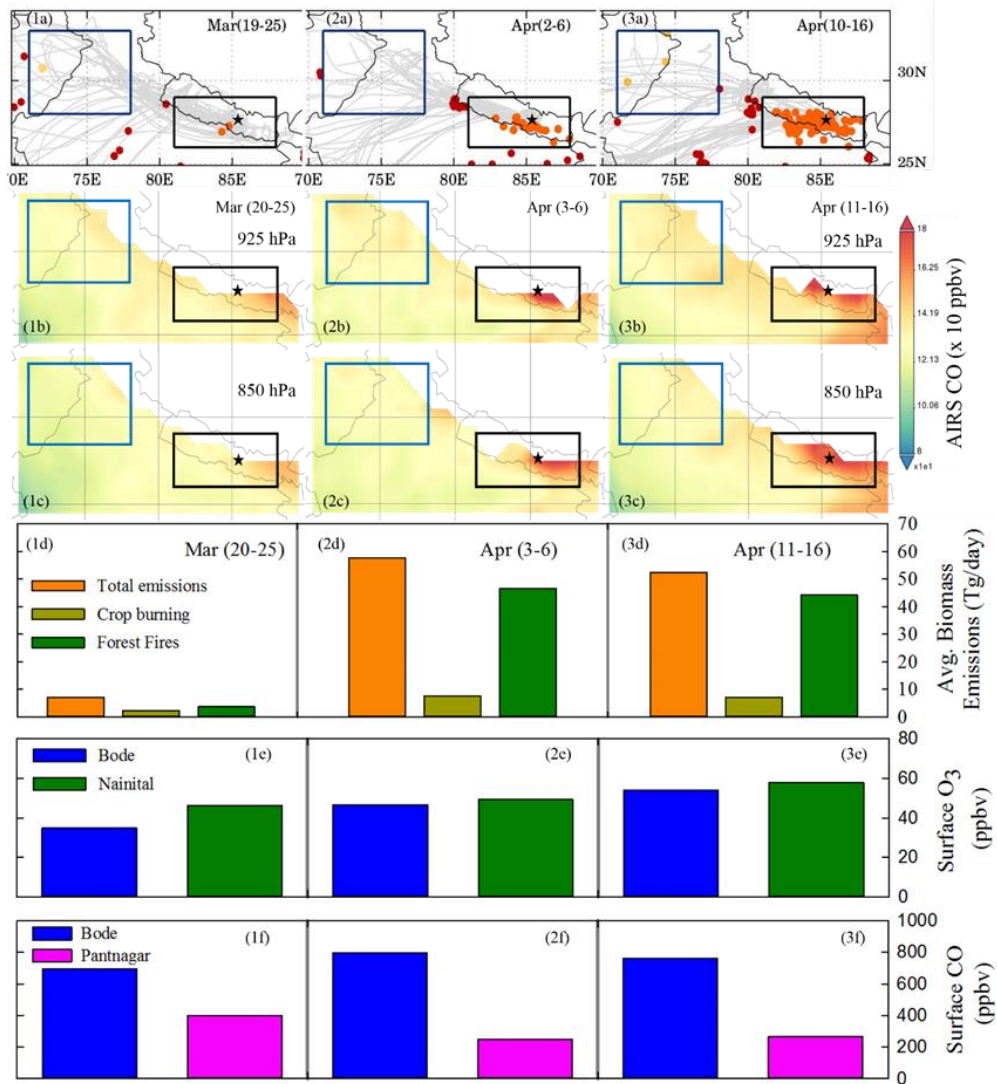 (1a) Mar(19-25)
(2a) Apr(2-6)
(3a) Apr(10-16)
30N
25N
0E 75E 80E 85E 70E 75E 80E 85E 70E 75E 80E 85E
Mar (20-25)
925 hPa
(1b)
Apr (3-6)
(2b)
Apr (11-16)
925 hPa
(3b)
850 hPa
(1c)
(2c)
850 hPa
(3c)
18
16.25
14.19
12.13
10.06
8
x1e1
AIRS CO (x 10 ppbv)
(1d) Mar (20-25)
Total emissions
Crop burning
Forest Fires
(2d) Apr (3-6)
(3d) Apr (11-16)
70
60
50
40
30
20
10
0
Avg. Biomass
Emissions (Tg/day)
Bode
Nainital
(1e)
(2e)
(3e)
80
60
40
20
0
Surface O3
(ppbv)
Bode
Pantnagar
(1f)
(2f)
(3f)
1000
800
600
400
200
0
Surface CO
(ppbv)